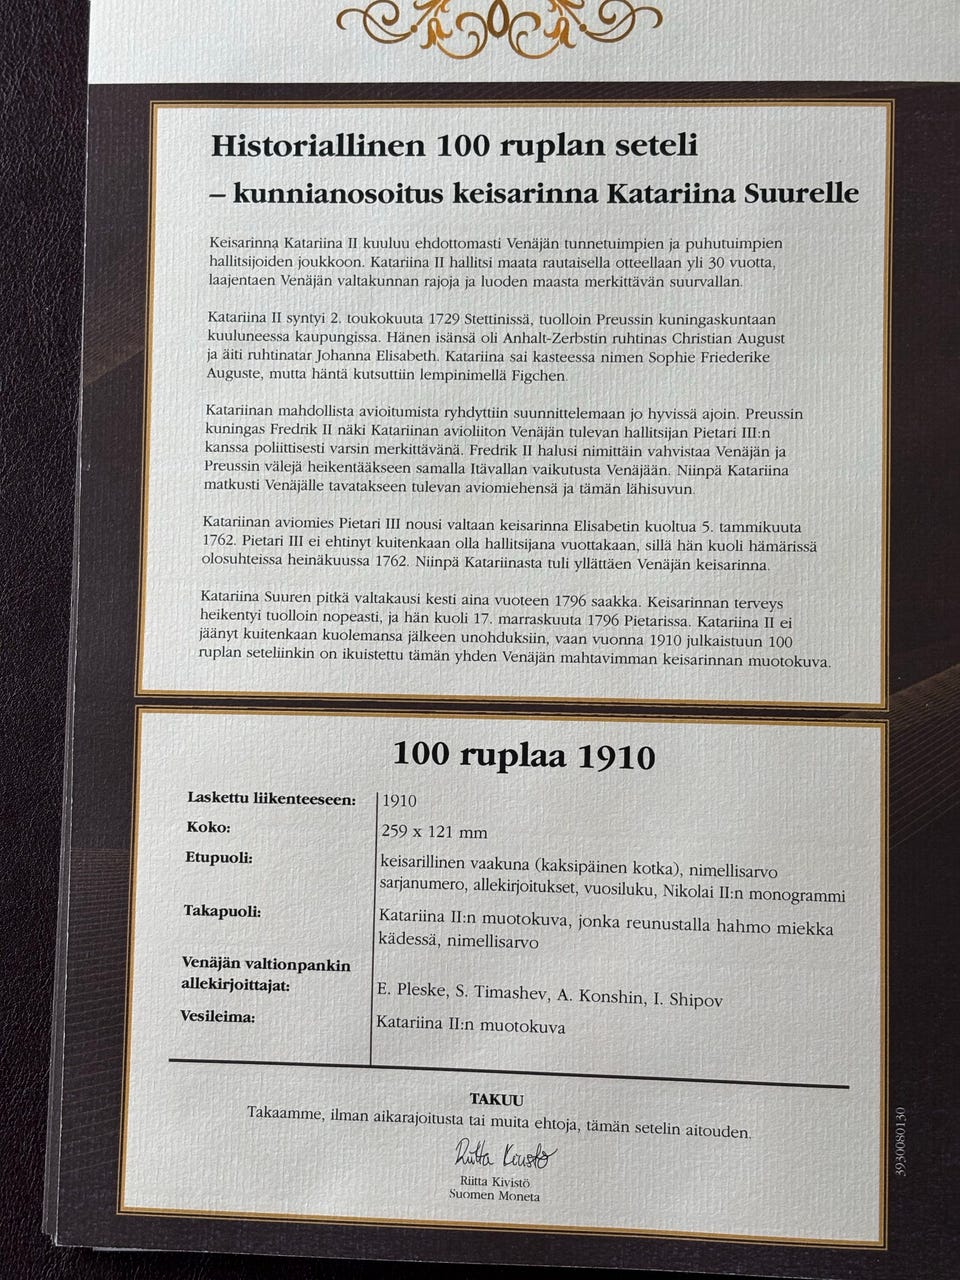 Historiallinen 100 ruplan seteli
– kunnianosoitus keisarinna Katariina Suurelle
Keisarinna Katariina II kuuluu ehdottomasti Venäjän tunnetuimpien ja puhutuimpien
hallitsijoiden joukkoon. Katariina II hallitsi maata rautaisella otteellaan yli 30 vuotta,
laajentaen Venäjän valtakunnan rajoja ja luoden maasta merkittävän suurvallan.
Katariina II syntyi 2. toukokuuta 1729 Stettinissä, tuolloin Preussin kuningaskuntaan
kuuluneessa kaupungissa. Hänen isänsä oli Anhalt-Zerbstin ruhtinas Christian August
ja äiti ruhtinatar Johanna Elisabeth. Katariina sai kasteessa nimen Sophie Friederike
Auguste, mutta häntä kutsuttiin lempinimellä Figchen.
Katariinan mahdollista avioitumista ryhdyttiin suunnittelemaan jo hyvissä ajoin. Preussin
kuningas Fredrik II näki Katariinan avioliiton Venäjän tulevan hallitsijan Pietari III:n
kanssa poliittisesti varsin merkittävänä. Fredrik II halusi nimittäin vahvistaa Venäjän ja
Preussin välejä heikentääkseen samalla Itävallan vaikutusta Venäjään. Niinpä Katariina
matkusti Venäjälle tavatakseen tulevan aviomiehensä ja tämän lähisuvun.
Katariinan aviomies Pietari III nousi valtaan keisarinna Elisabetin kuoltua 5. tammikuuta
1762. Pietari III ei ehtinyt kuitenkaan olla hallitsijana vuottakaan, sillä hän kuoli hämärissä
olosuhteissa heinäkuussa 1762. Niinpä Katariinasta tuli yllättäen Venäjän keisarinna.
Katariina Suuren pitkä valtakausi kesti aina vuoteen 1796 saakka. Keisarinnan terveys
heikentyi tuolloin nopeasti, ja hän kuoli 17. marraskuuta 1796 Pietarissa. Katariina II ei
jäänyt kuitenkaan kuolemansa jälkeen unohduksiin, vaan vuonna 1910 julkaistuun 100
ruplan seteliinkin on ikuistettu tämän yhden Venäjän mahtavimman keisarinnan muotokuva.
100 ruplaa 1910
Laskettu liikenteeseen: 1910
Koko: 259 x 121 mm
Etupuoli: keisarillinen vaakuna (kaksipäinen kotka), nimellisarvo
sarjanumero, allekirjoitukset, vuosiluku, Nikolai II:n monogrammi
Takapuoli: Katariina II:n muotokuva, jonka reunustalla hahmo miekka
kädessä, nimellisarvo
Venäjän valtionpankin
allekirjoittajat: E. Pleske, S. Timashev, A. Konshin, I. Shipov
Vesileima: Katariina II:n muotokuva
TAKUU
Takaamme, ilman aikarajoitusta tai muita ehtoja, tämän setelin aitouden.
Riitta Kivistö
Riitta Kivistö
Suomen Moneta
3930080130